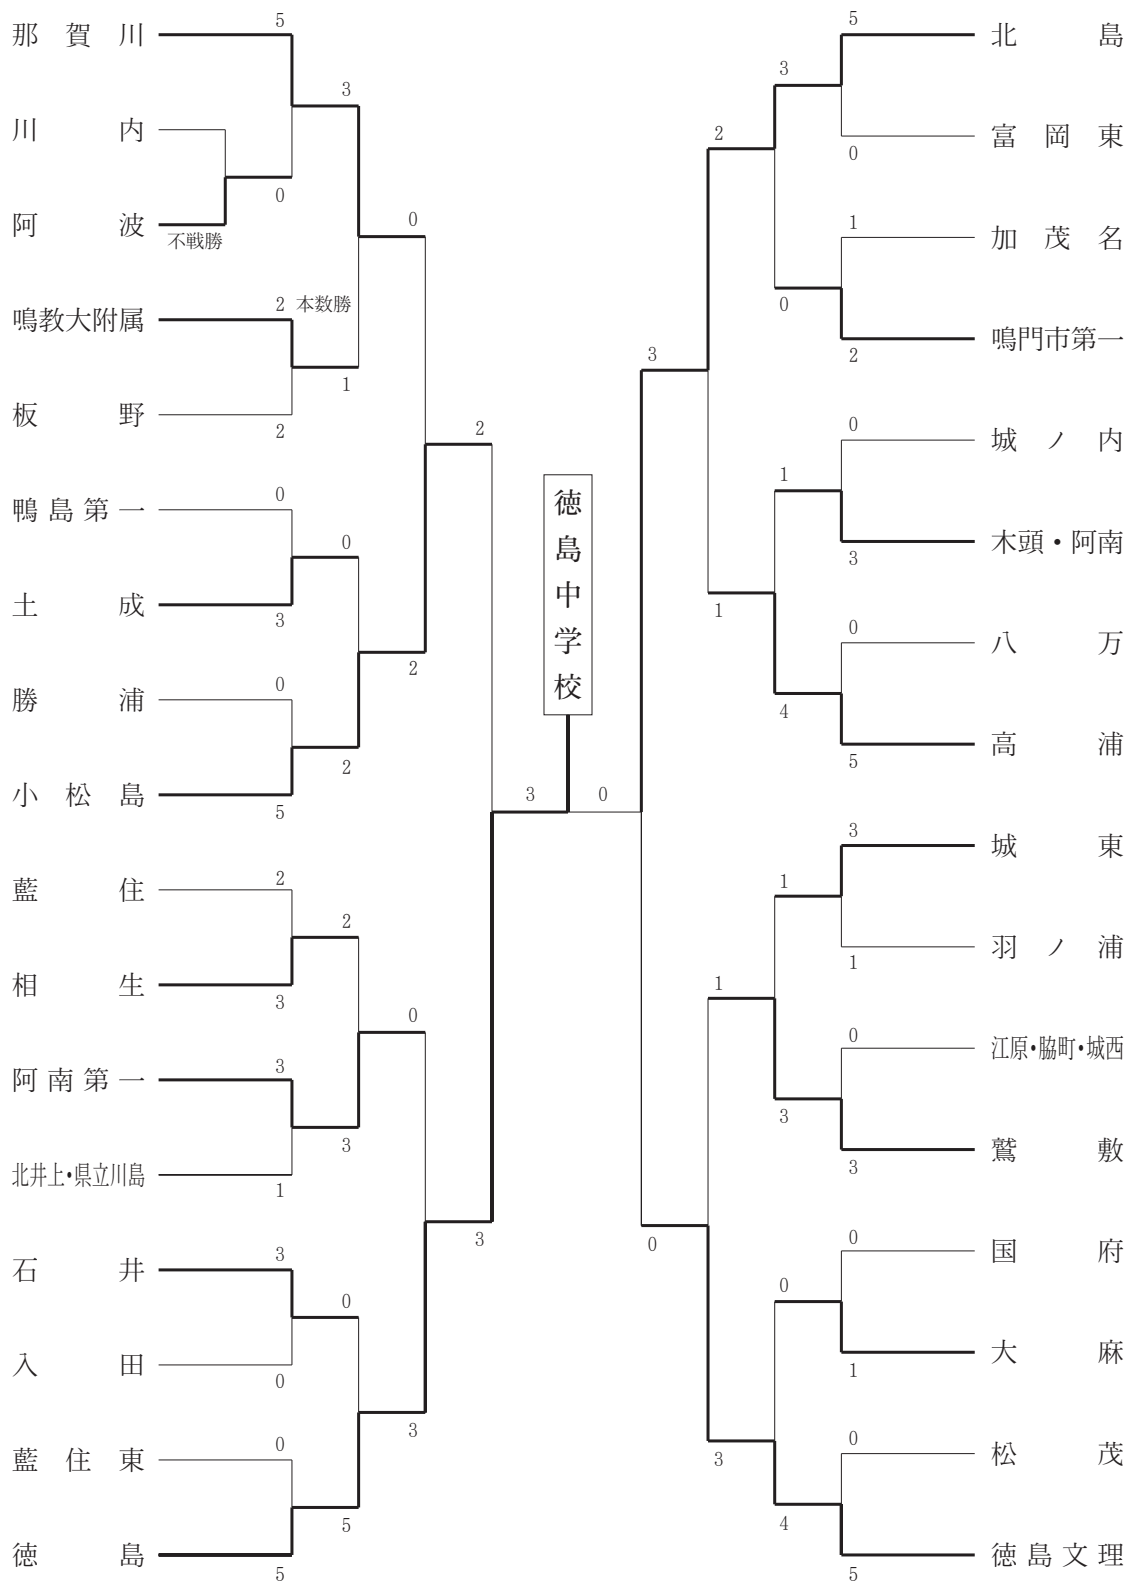 那賀川
5
川内
0
阿波
不戦勝
3
鳴教大附属
2 本数勝
板野
2
1
0
鴨島第一
0
土成
3
0
勝浦
0
小松島
5
2
2
2
藍住
2
相生
3
2
阿南第一
3
北井上・県立川島
1
3
0
石井
3
入田
0
0
藍住東
0
徳島
5
5
3
3
徳島中学校
3
0
北島
5
富岡東
0
3
加茂名
1
鳴門市第一
2
0
2
城ノ内
0
木頭・阿南
3
1
八万
0
高浦
5
4
1
3
城東
3
羽ノ浦
1
1
江原・脇町・城西
0
鷲敷
3
3
1
国府
0
大麻
1
0
松茂
0
徳島文理
5
4
3
0